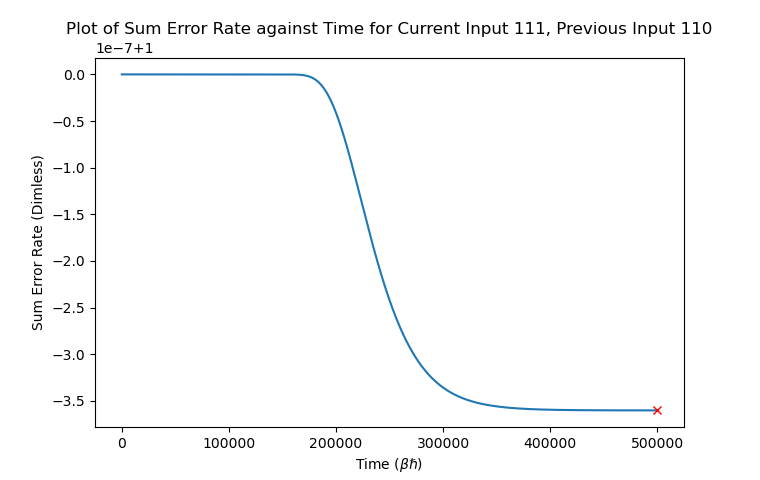 Plot of Sum Error Rate against Time for Current Input 111, Previous Input 110
1e−7+1
0.0
−0.5
−1.0
−1.5
−2.0
−2.5
−3.0
−3.5
Sum Error Rate (Dimless)
0 100000 200000 300000 400000 500000
Time (βℏ)